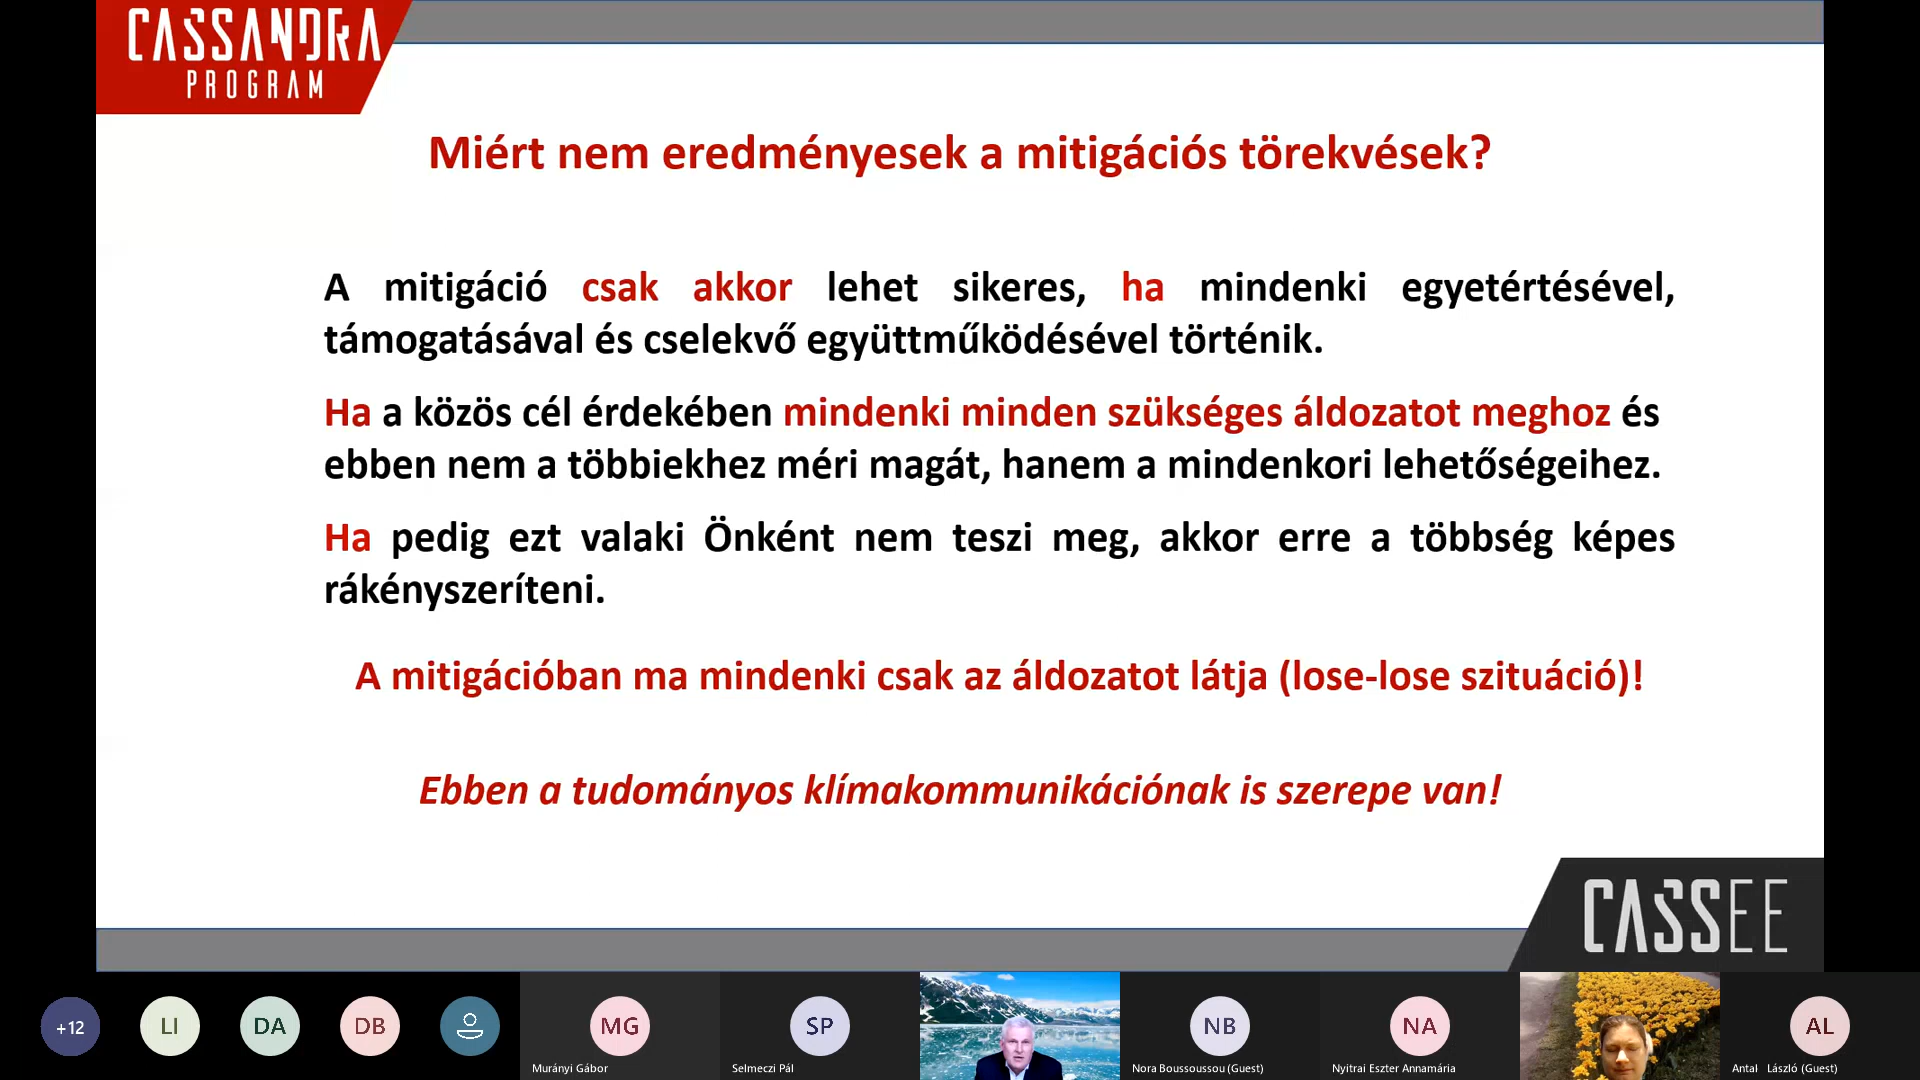 CASSANDRA
PROGRAM
Miért nem eredményesek a mitigációs törekvések?
A mitigáció csak akkor lehet sikeres, ha mindenki egyetértésével,
támogatásával és cselekvő együttműködésével történik.
Ha a közös cél érdekében mindenki minden szükséges áldozatot meghoz és
ebben nem a többiekhez méri magát, hanem a mindenkori lehetőségeihez.
Ha pedig ezt valaki Önként nem teszi meg, akkor erre a többség képes
rákényszeríteni.
A mitigációban ma mindenki csak az áldozatot látja (lose-lose szituáció)!
Ebben a tudományos klímakommunikációnak is szerepe van!
CASSEE
+12 LI DA DB MG SP NB NA AL
Murányi Gábor Selmeczi Pál Nora Boussoussou (Guest) Nyitrai Eszter Annamária Antal László (Guest)